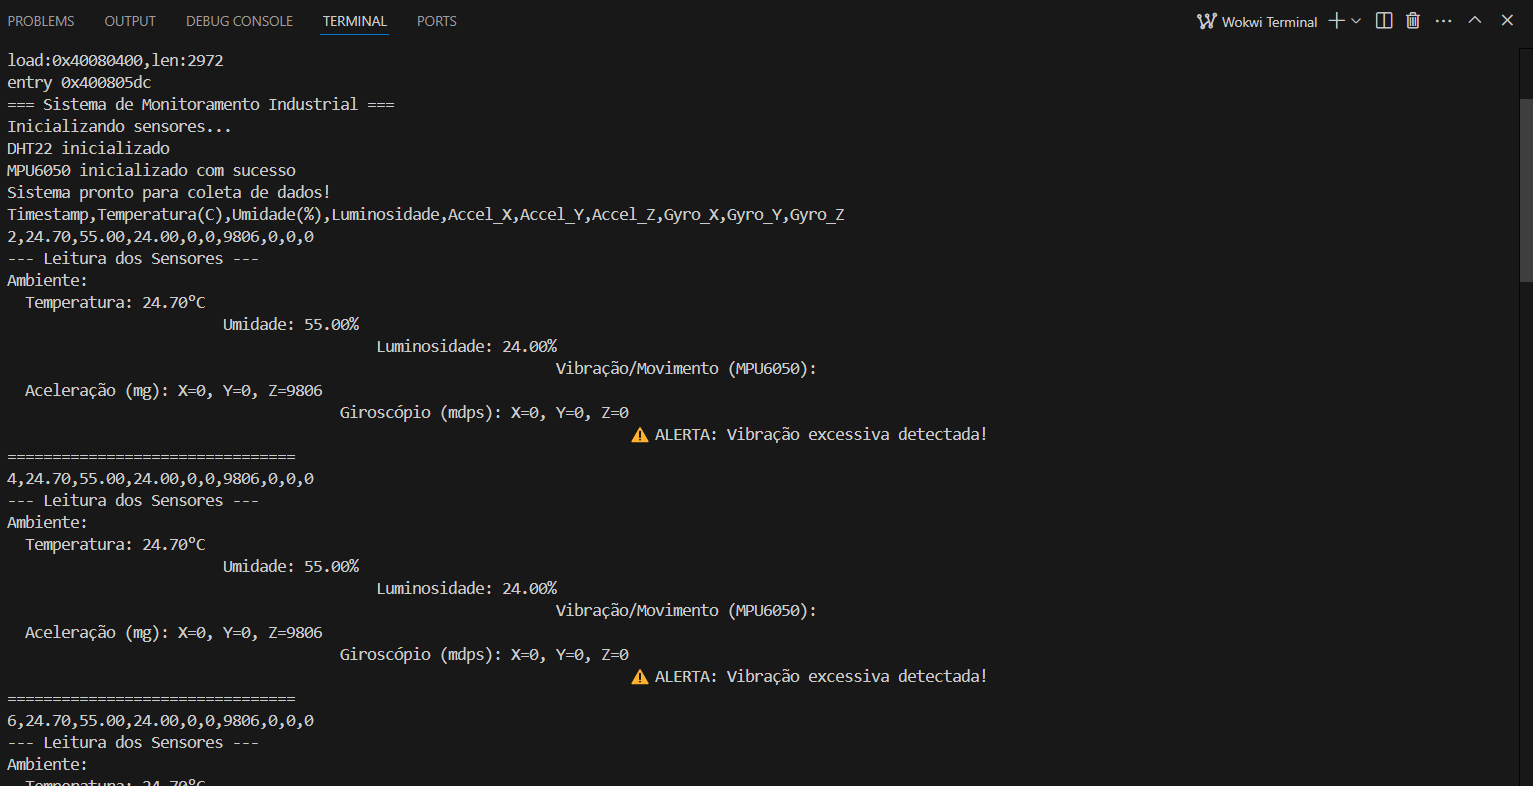 PROBLEMS OUTPUT DEBUG CONSOLE TERMINAL PORTS Wokwi Terminal
load:0x40080400,len:2972
entry 0x400805dc
=== Sistema de Monitoramento Industrial ===
Inicializando sensores...
DHT22 inicializado
MPU6050 inicializado com sucesso
Sistema pronto para coleta de dados!
Timestamp,Temperatura(C),Umidade(%),Luminosidade,Accel_X,Accel_Y,Accel_Z,Gyro_X,Gyro_Y,Gyro_Z
2,24.70,55.00,24.00,0,0,9806,0,0,0
--- Leitura dos Sensores ---
Ambiente:
Temperatura: 24.70°C
Umidade: 55.00%
Luminosidade: 24.00%
Vibração/Movimento (MPU6050):
Aceleração (mg): X=0, Y=0, Z=9806
Giroscópio (mdps): X=0, Y=0, Z=0
⚠️ ALERTA: Vibração excessiva detectada!
================================
4,24.70,55.00,24.00,0,0,9806,0,0,0
--- Leitura dos Sensores ---
Ambiente:
Temperatura: 24.70°C
Umidade: 55.00%
Luminosidade: 24.00%
Vibração/Movimento (MPU6050):
Aceleração (mg): X=0, Y=0, Z=9806
Giroscópio (mdps): X=0, Y=0, Z=0
⚠️ ALERTA: Vibração excessiva detectada!
================================
6,24.70,55.00,24.00,0,0,9806,0,0,0
--- Leitura dos Sensores ---
Ambiente:
Temperatura: 24.70°C